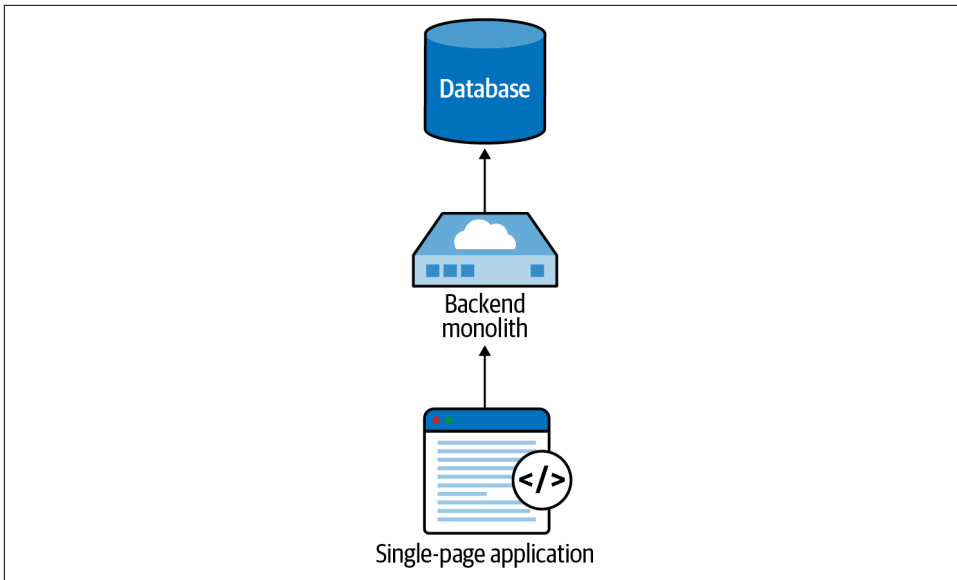 Database
Backend
monolith
</>
Single-page application